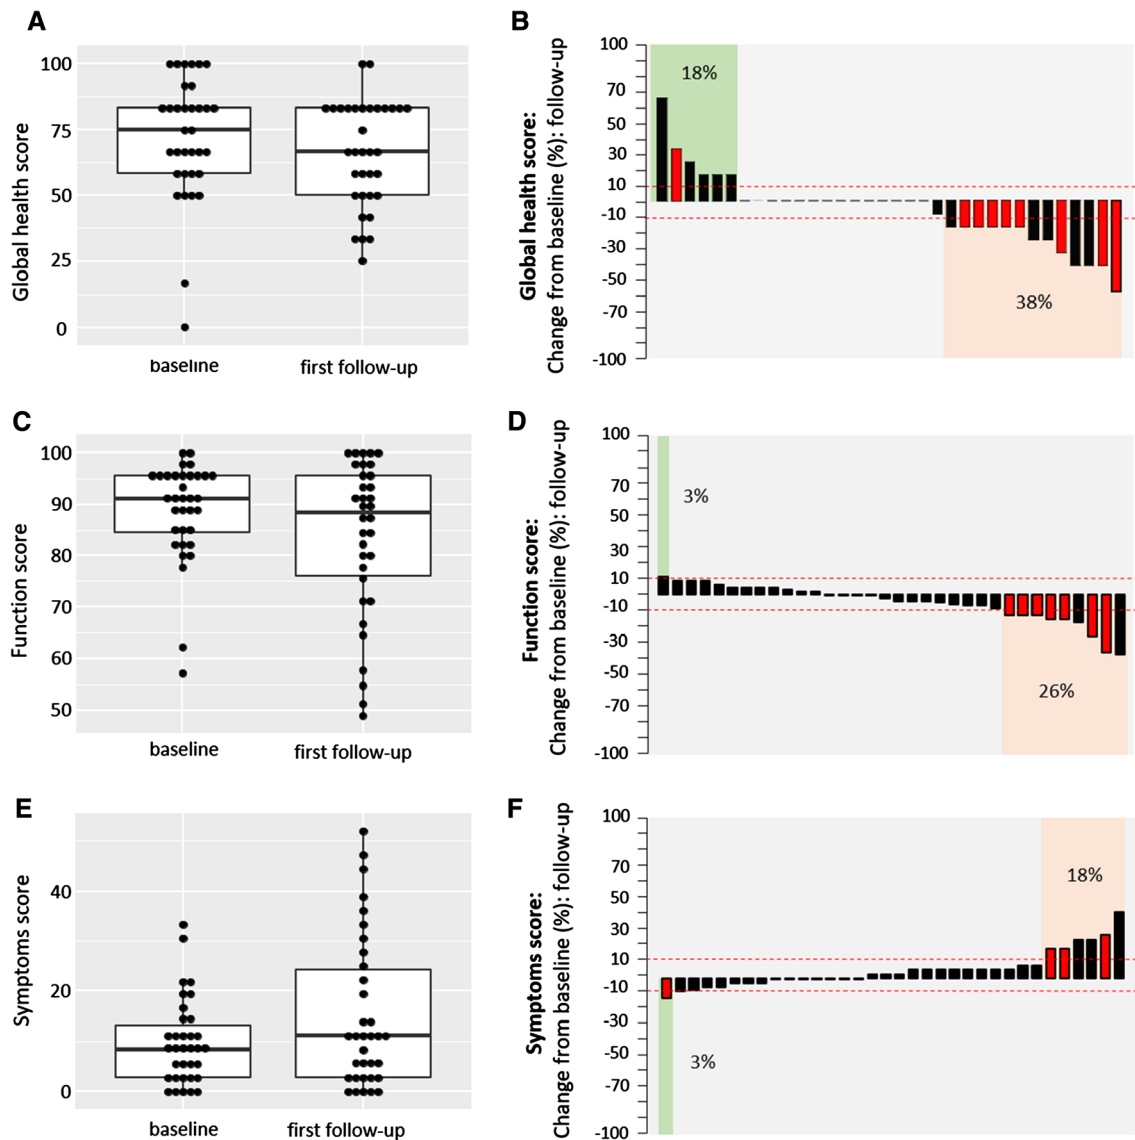 A
Global health score
100
75
50
25
0
baseline
first follow-up
B
Global health score:
Change from baseline (%): follow-up
100
70
50
30
10
-10
-30
-50
-70
-100
18%
38%
C
Function score
100
90
80
70
60
50
baseline
first follow-up
D
Function score:
Change from baseline (%): follow-up
100
70
50
30
10
-10
-30
-50
-70
-100
3%
26%
E
Symptoms score
40
20
0
baseline
first follow-up
F
Symptoms score:
Change from baseline (%): follow-up
100
70
50
30
10
-10
-30
-50
-70
-100
18%
3%